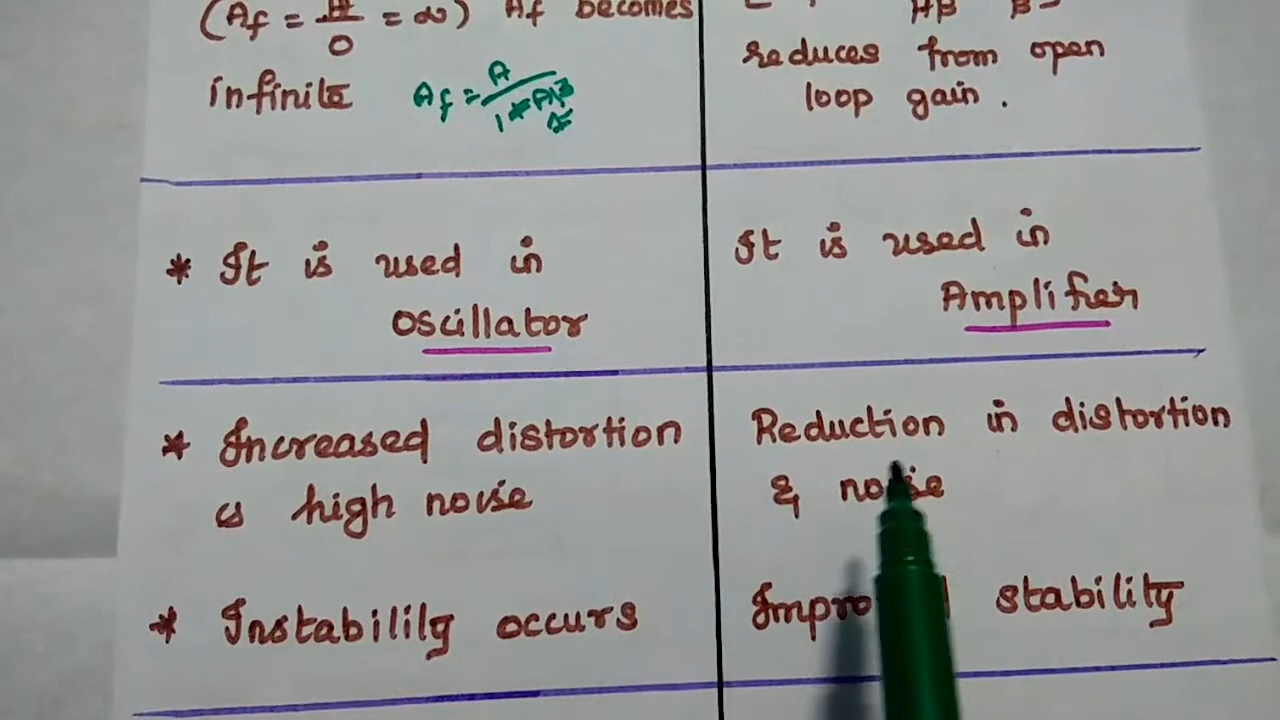 (Af = A/0 = ∞) Af becomes
infinite
Af = A
Aβ β
reduces from open
loop gain.
* It is used in
Oscillator
It is used in
Amplifier
* Increased distortion
is high noise
Reduction in distortion
& noise
* Instability occurs
stability